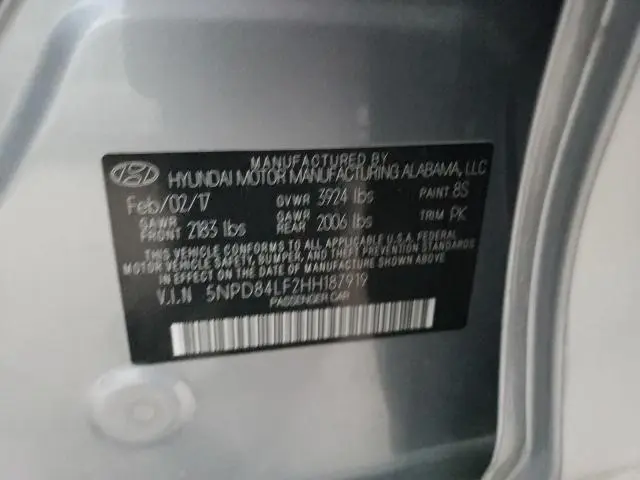 MANUFACTURED BY
HYUNDAI MOTOR MANUFACTURING ALABAMA, LLC
Feb/02/17 GVWR 3924 lbs PAINT 8S
GAWR FRONT 2183 lbs GAWR REAR 2006 lbs TRIM PK
THIS VEHICLE CONFORMS TO ALL APPLICABLE U.S.A. FEDERAL
MOTOR VEHICLE SAFETY, BUMPER, AND THEFT PREVENTION
STANDARDS IN EFFECT ON THE DATE OF MANUFACTURE SHOWN ABOVE.
V.I.N 5NPD84LF2HH187919
PASSENGER CAR